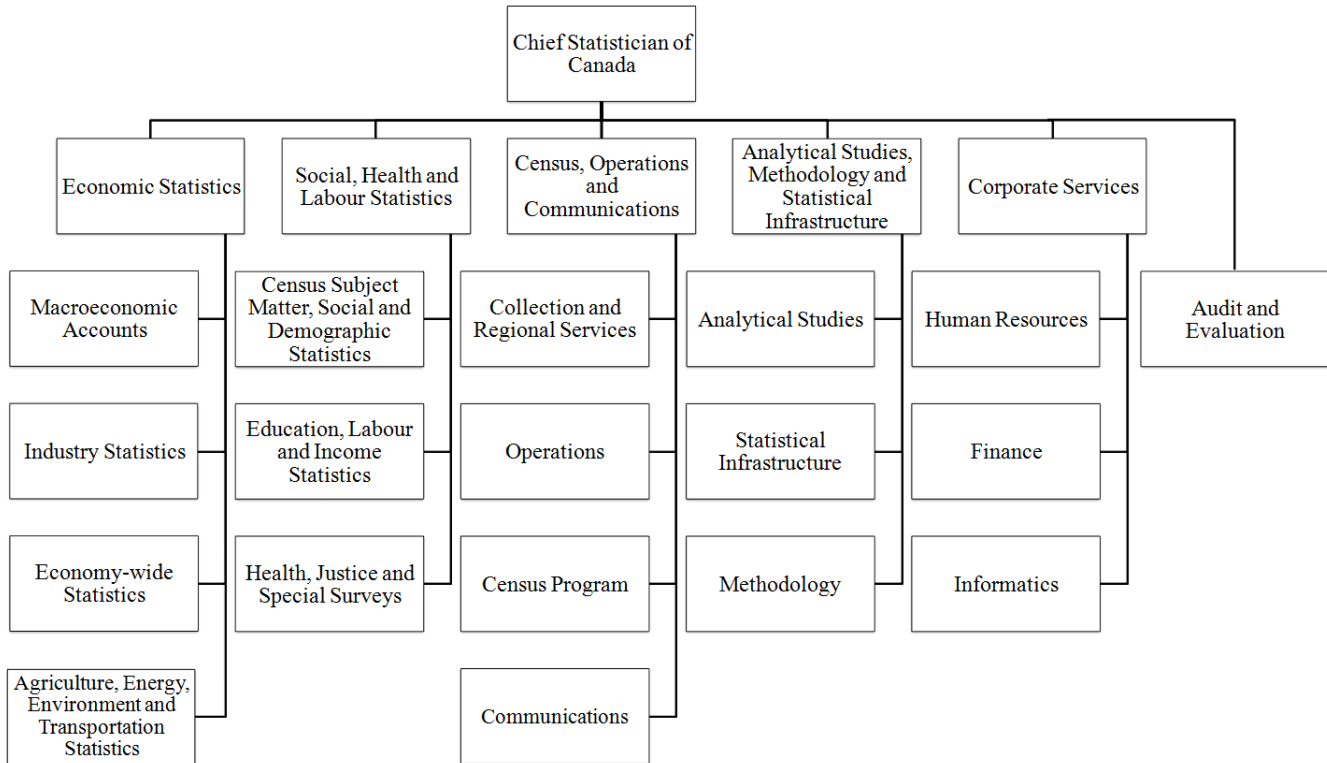 Chief Statistician of
Canada
Economic Statistics
Social, Health and
Labour Statistics
Census, Operations
and
Communications
Analytical Studies,
Methodology and
Statistical
Infrastructure
Corporate Services
Macroeconomic
Accounts
Census Subject
Matter, Social and
Demographic
Statistics
Collection and
Regional Services
Analytical Studies
Human Resources
Audit and
Evaluation
Industry Statistics
Education, Labour
and Income
Statistics
Operations
Statistical
Infrastructure
Finance
Economy-wide
Statistics
Health, Justice and
Special Surveys
Census Program
Methodology
Informatics
Agriculture, Energy,
Environment and
Transportation
Statistics
Communications